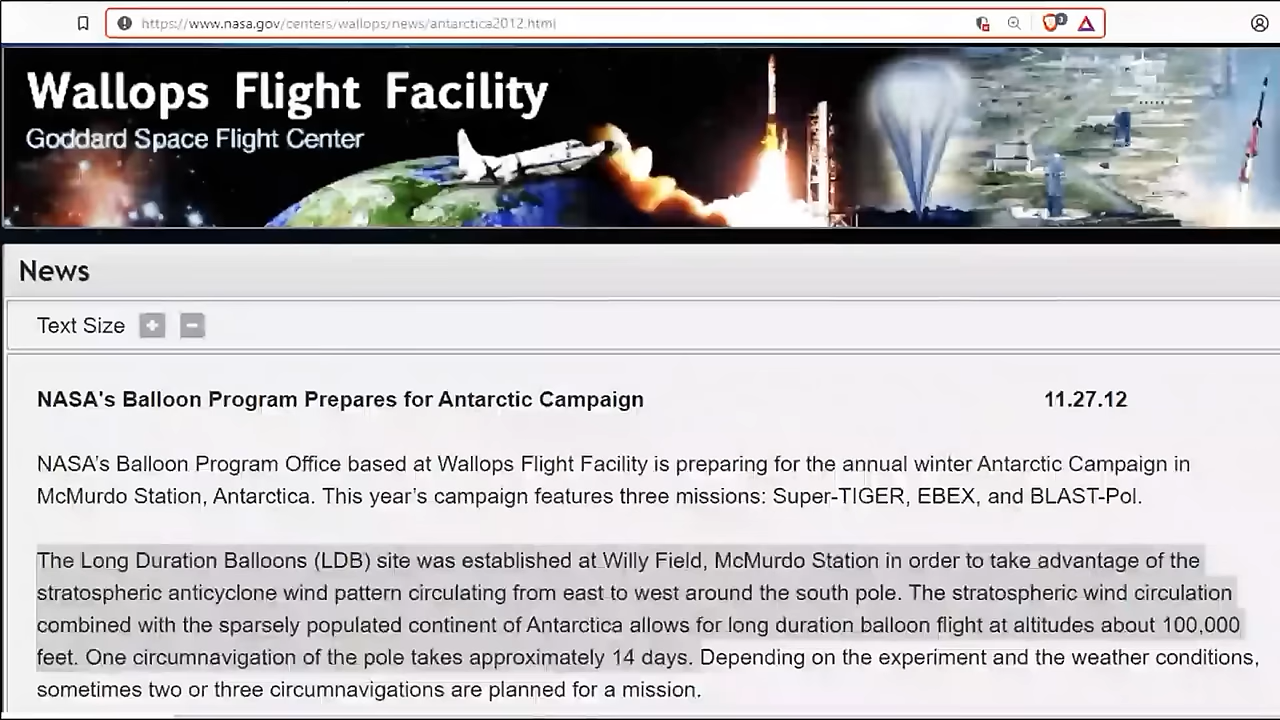 https://www.nasa.gov/centers/wallops/news/antarctica2012.html
Wallops Flight Facility
Goddard Space Flight Center
News
Text Size + −
NASA's Balloon Program Prepares for Antarctic Campaign 11.27.12
NASA’s Balloon Program Office based at Wallops Flight Facility is preparing for the annual winter Antarctic Campaign in
McMurdo Station, Antarctica. This year’s campaign features three missions: Super-TIGER, EBEX, and BLAST-Pol.
The Long Duration Balloons (LDB) site was established at Willy Field, McMurdo Station in order to take advantage of the
stratospheric anticyclone wind pattern circulating from east to west around the south pole. The stratospheric wind circulation
combined with the sparsely populated continent of Antarctica allows for long duration balloon flight at altitudes about 100,000
feet. One circumnavigation of the pole takes approximately 14 days. Depending on the experiment and the weather conditions,
sometimes two or three circumnavigations are planned for a mission.